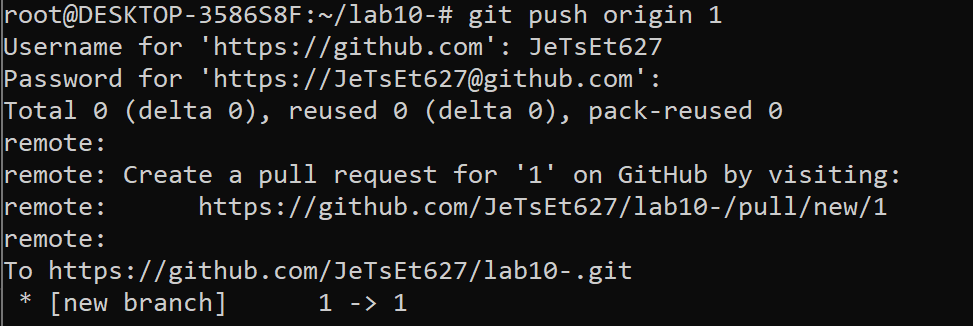 root@DESKTOP-3586S8F:~/lab10-# git push origin 1
Username for 'https://github.com': JeTsEt627
Password for 'https://JeTsEt627@github.com':
Total 0 (delta 0), reused 0 (delta 0), pack-reused 0
remote:
remote: Create a pull request for '1' on GitHub by visiting:
remote:      https://github.com/JeTsEt627/lab10-/pull/new/1
remote:
To https://github.com/JeTsEt627/lab10-.git
 * [new branch]      1 -> 1